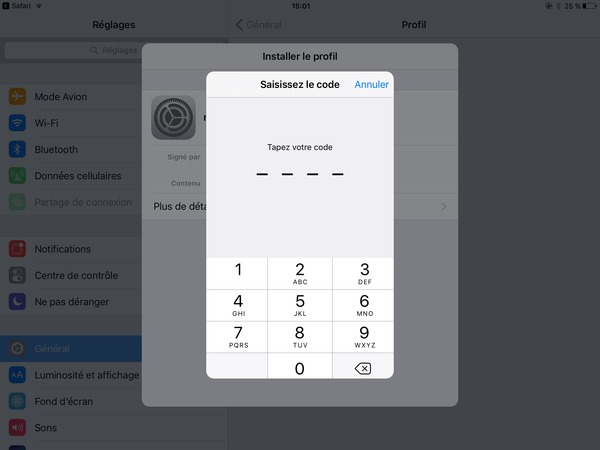 Safari
15:01
25 %
Réglages
Général
Profil
Réglages
Installer le profil
Saisissez le code
Annuler
Mode Avion
Wi-Fi
Bluetooth
Données cellulaires
Partage de connexion
Notifications
Centre de contrôle
Ne pas déranger
Général
Luminosité et affichage
Fond d'écran
Sons
Signé par
Contenu
Plus de déta
Tapez votre code
1
2
ABC
3
DEF
4
GHI
5
JKL
6
MNO
7
PQRS
8
TUV
9
WXYZ
0